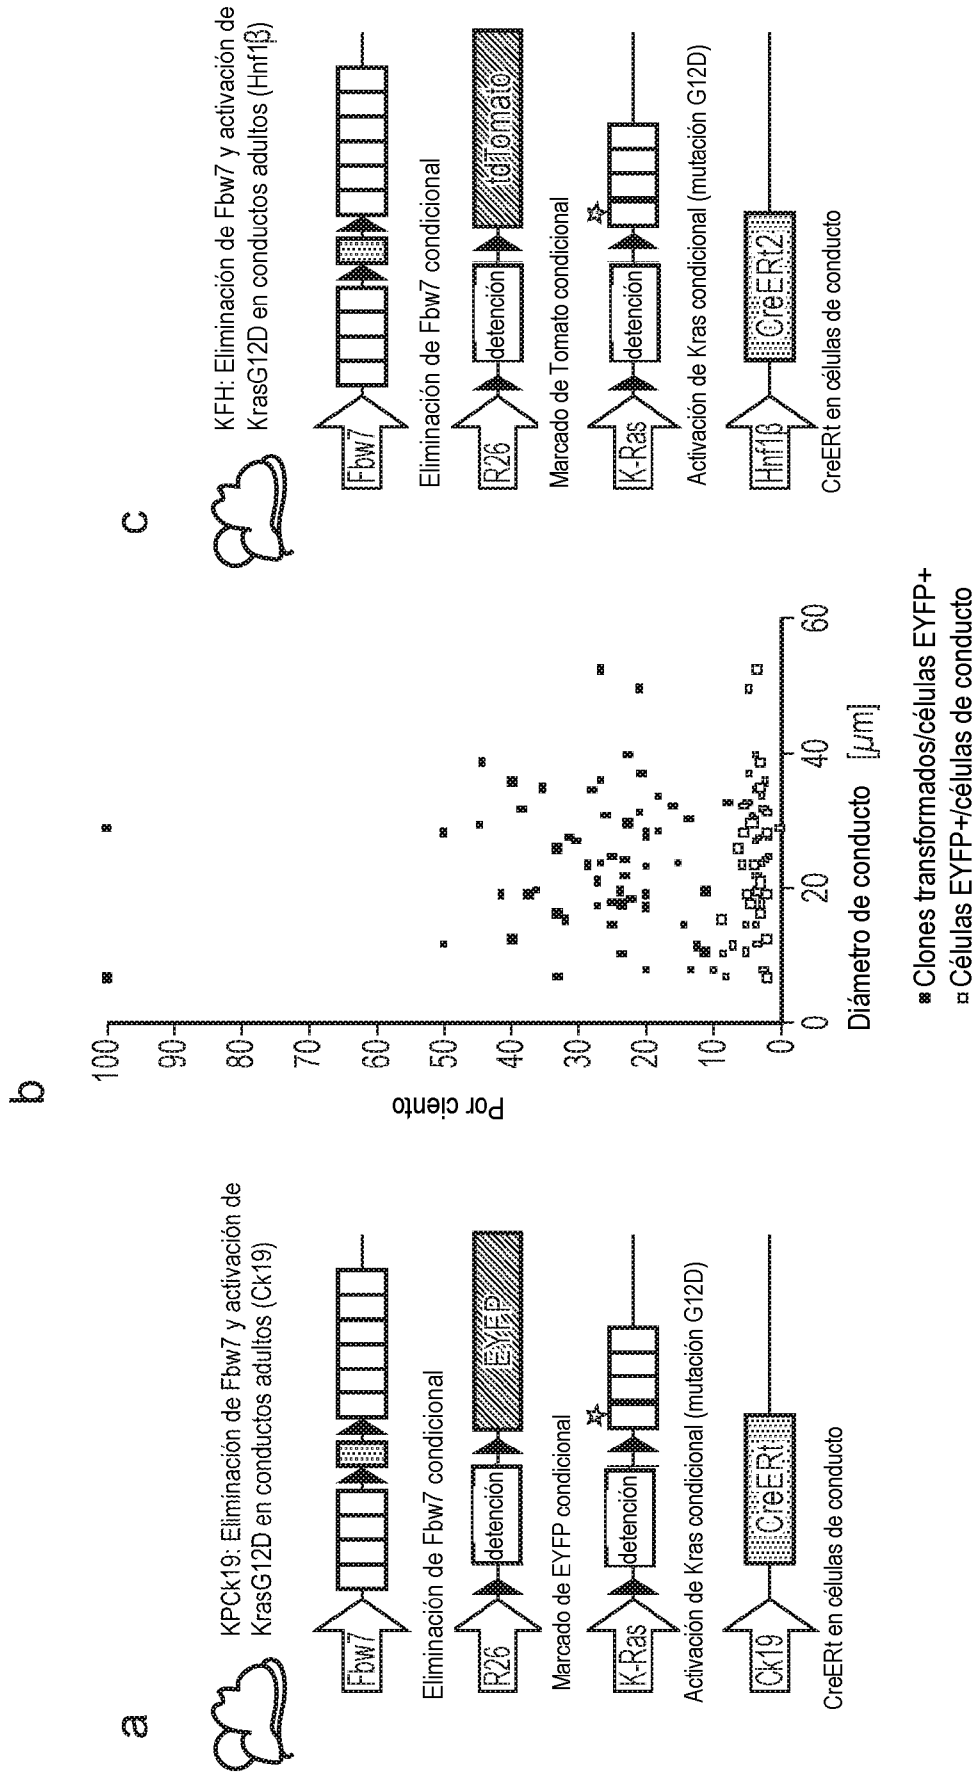 a
KPCk19: Eliminación de Fbw7 y activación de
KrasG12D en conductos adultos (Ck19)
Fbw7
Eliminación de Fbw7 condicional
R26
detención
EYFP
Marcado de EYFP condicional
K-Ras
detención
Activación de Kras condicional (mutación G12D)
Ck19
CreERt
CreERt en células de conducto
b
Por ciento
100
90
80
70
60
50
40
30
20
10
0
0
20
40
60
Diámetro de conducto [µm]
Clones transformados/células EYFP+
Células EYFP+/células de conducto
c
KFH: Eliminación de Fbw7 y activación de
KrasG12D en conductos adultos (Hnf1β)
Fbw7
Eliminación de Fbw7 condicional
R26
detención
tdTomato
Marcado de Tomato condicional
K-Ras
detención
Activación de Kras condicional (mutación G12D)
Hnf1β
CreERt2
CreERt en células de conducto